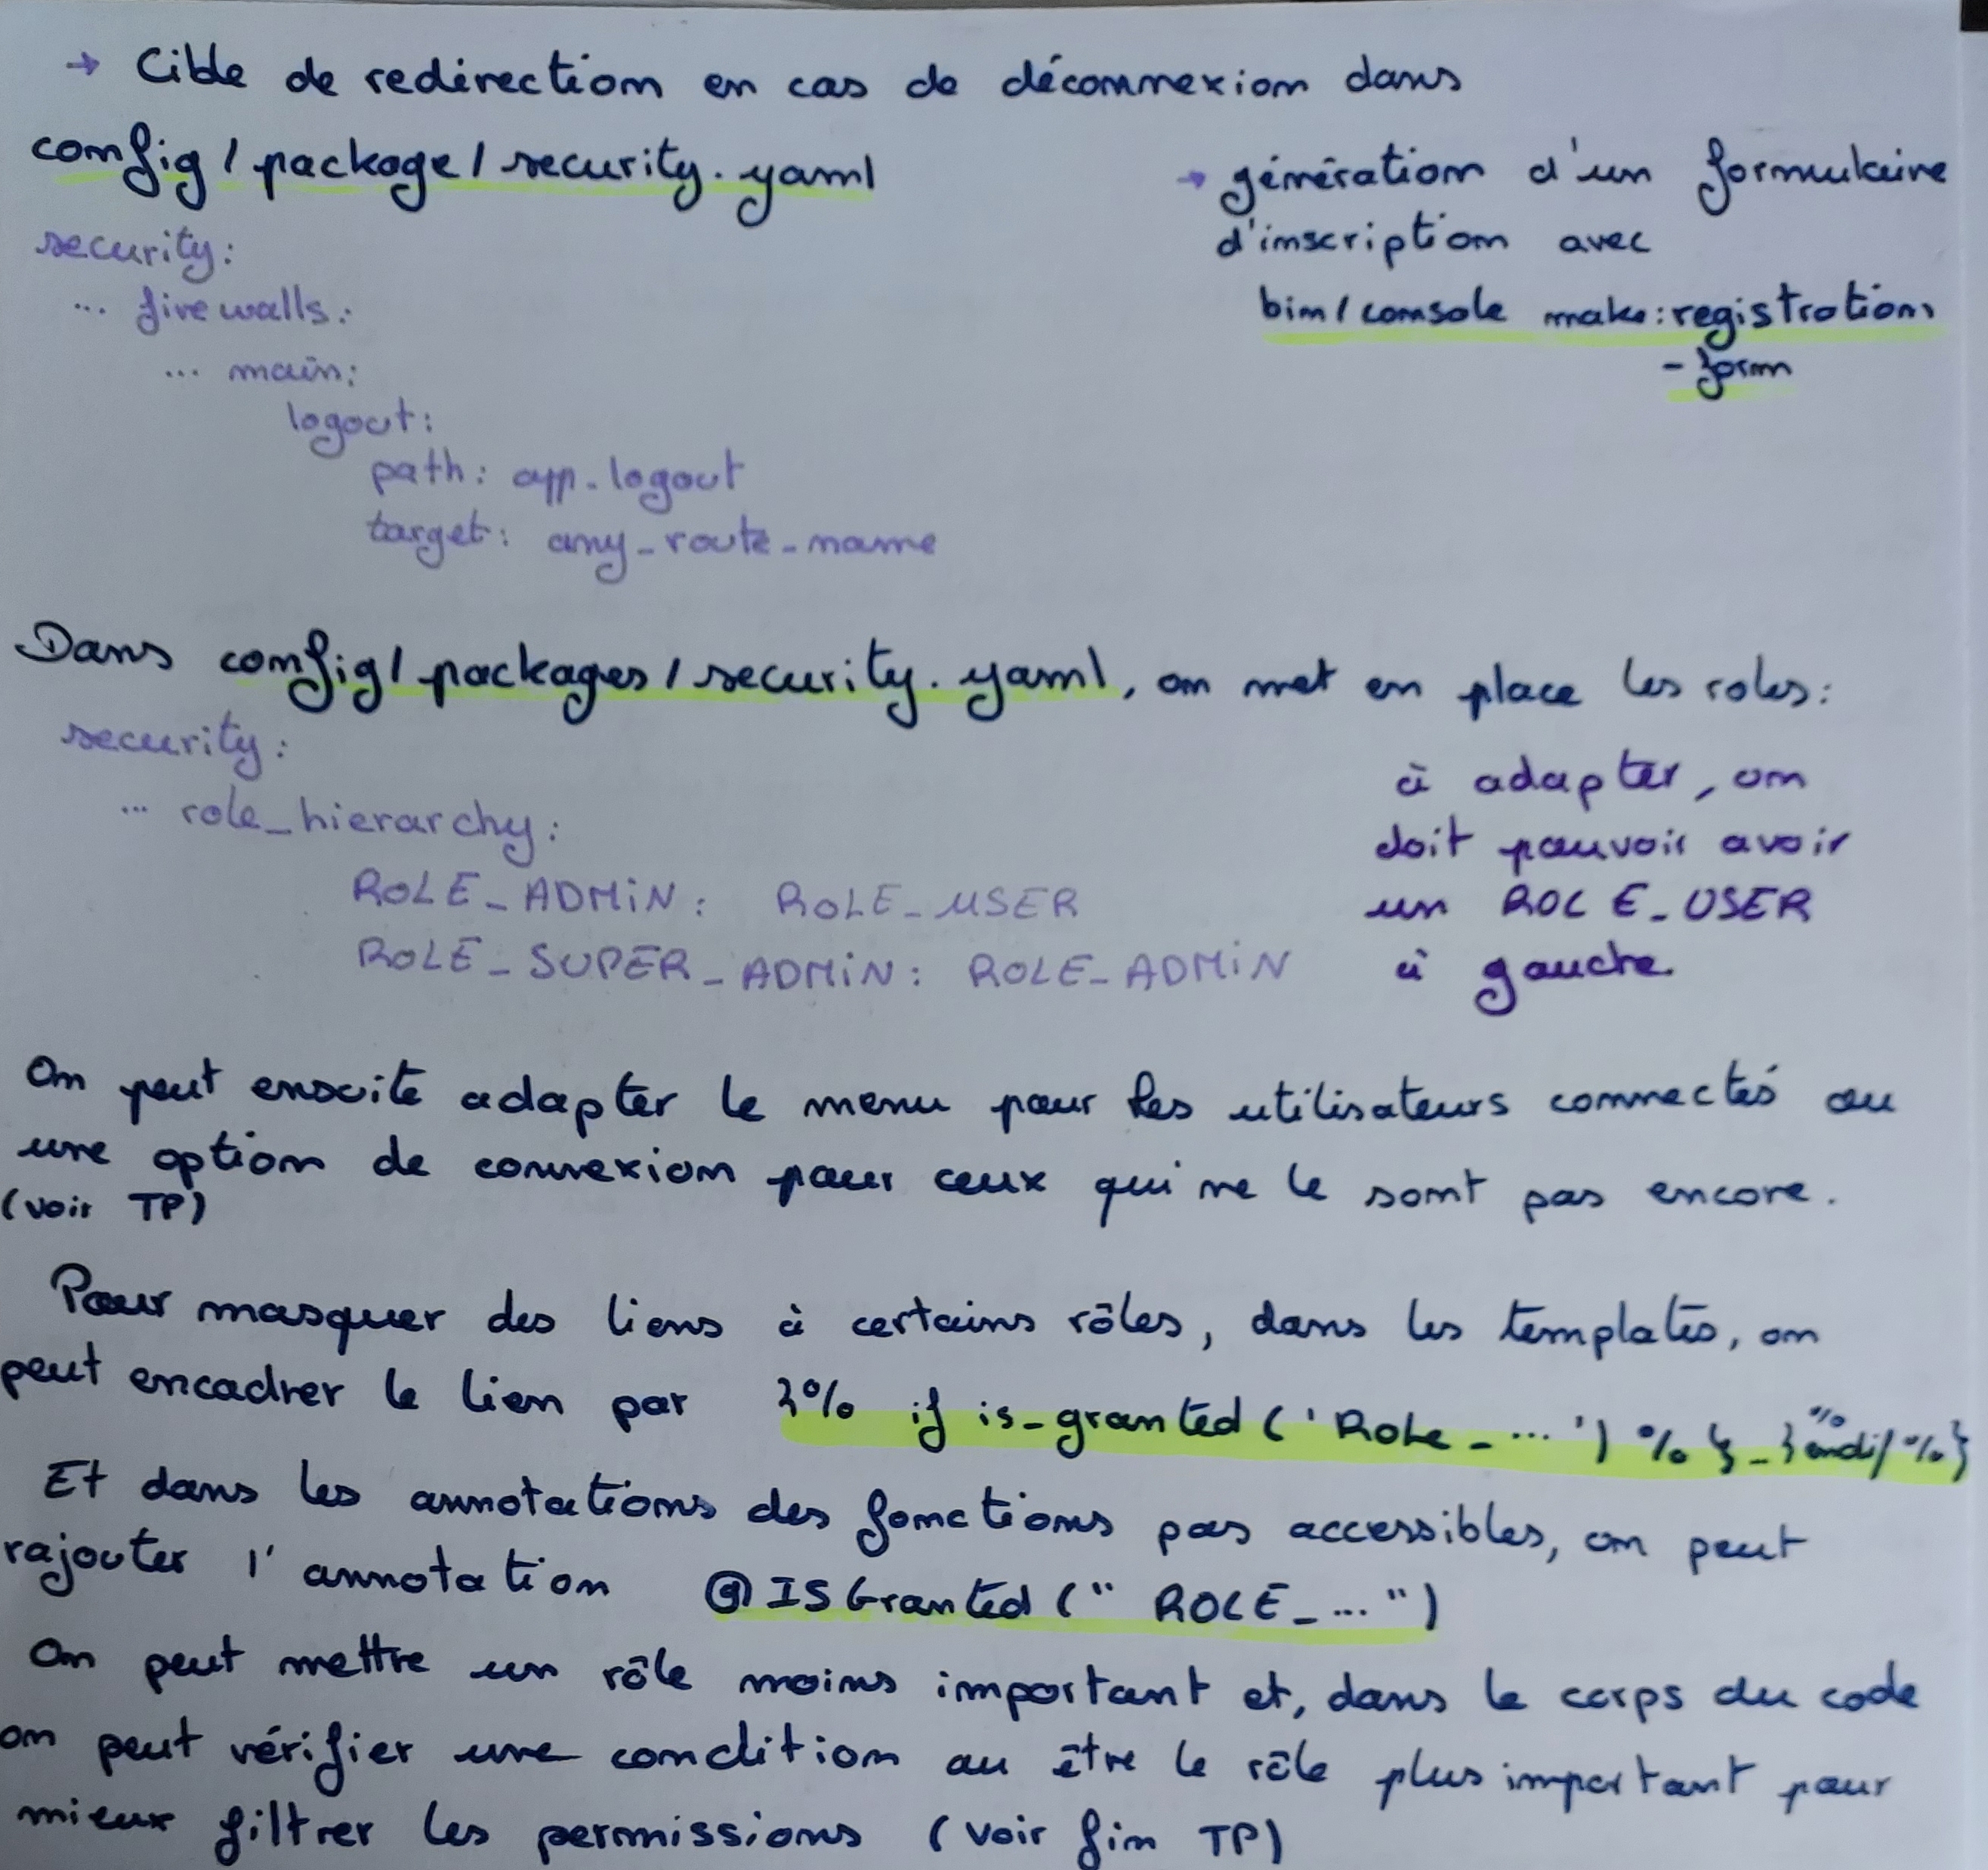 → Cible de redirection en cas de déconnexion dans
config/package/security.yaml
security:
... firewalls:
... main:
logout:
path: app_logout
target: any_route_name
→ génération d'un formulaire
d'inscription avec
bin/console make:registration
-form
Dans config/packages/security.yaml, on met en place les roles:
security:
... role_hierarchy:
ROLE_ADMIN: ROLE_USER
ROLE_SUPER_ADMIN: ROLE_ADMIN
à adapter, on
doit pouvoir avoir
un ROLE_USER
à gauche
On peut ensuite adapter le menu pour les utilisateurs connectés ou
une option de connexion pour ceux qui ne le sont pas encore.
(voir TP)
Pour masquer des liens à certains rôles, dans les templates, on
peut encadrer le lien par {% if is_granted('ROLE_...') %}_{% endif %}
Et dans les annotations des fonctions pas accessibles, on peut
rajouter l'annotation @ISGranted("ROLE_...")
On peut mettre un rôle moins important et, dans le corps du code
on peut vérifier une condition ou être le rôle plus important pour
mieux filtrer les permissions (voir fin TP)